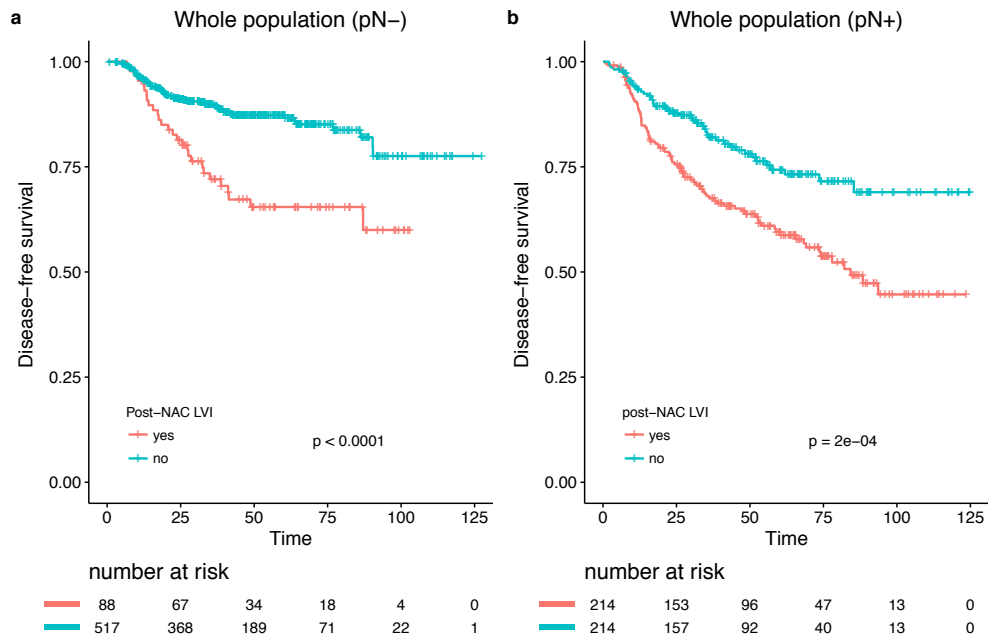 a
Whole population (pN−)
Disease−free survival
1.00
0.75
0.50
0.25
0.00
Post−NAC LVI
yes
no
p < 0.0001
0 25 50 75 100 125
Time
number at risk
88 67 34 18 4 0
517 368 189 71 22 1
b
Whole population (pN+)
Disease−free survival
1.00
0.75
0.50
0.25
0.00
post−NAC LVI
yes
no
p = 2e−04
0 25 50 75 100 125
Time
number at risk
214 153 96 47 13 0
214 157 92 40 13 0